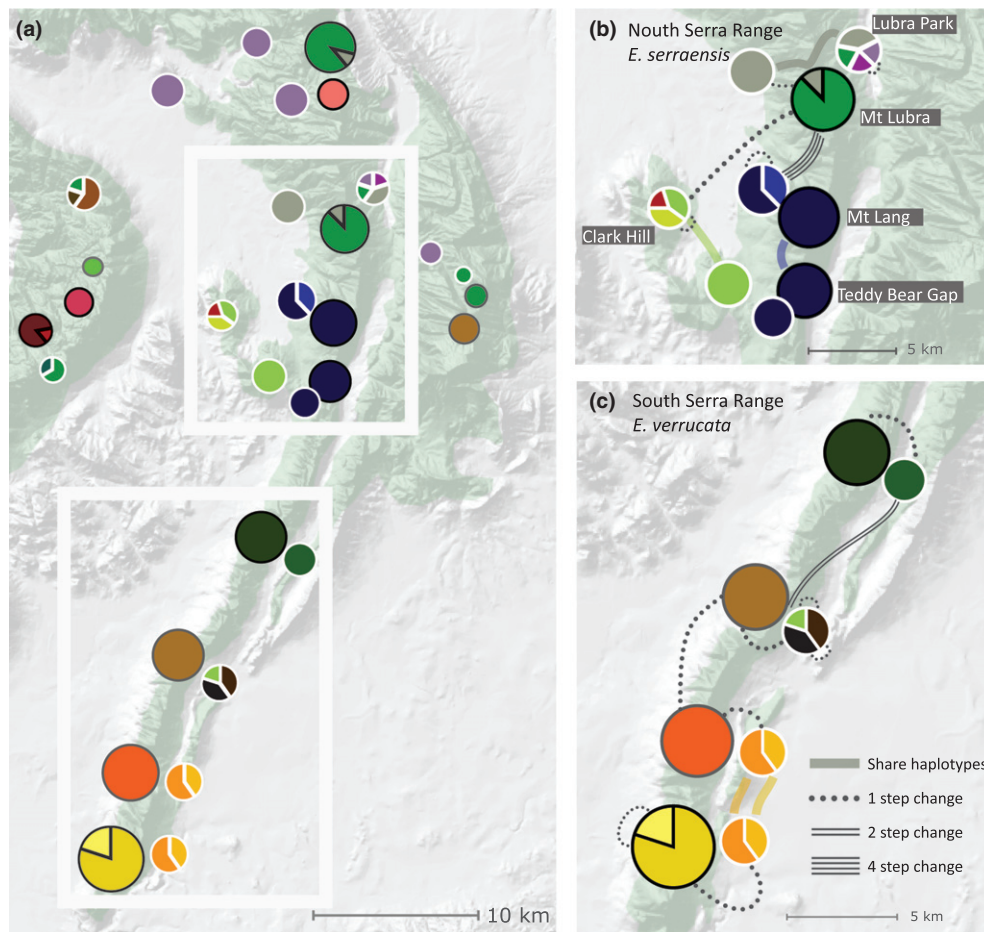 (a)
10 km
(b) Nouth Serra Range
E. serraensis
Lubra Park
Mt Lubra
Mt Lang
Clark Hill
Teddy Bear Gap
5 km
(c) South Serra Range
E. verrucata
Share haplotypes
1 step change
2 step change
4 step change
5 km